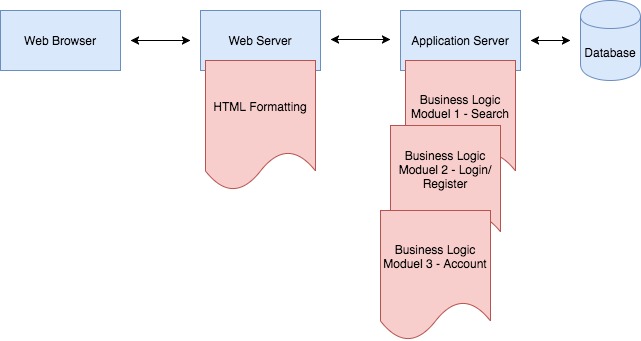 Web Browser
Web Server
Application Server
Database
HTML Formatting
Business Logic
Moduel 1 - Search
Business Logic
Moduel 2 - Login/
Register
Business Logic
Moduel 3 - Account